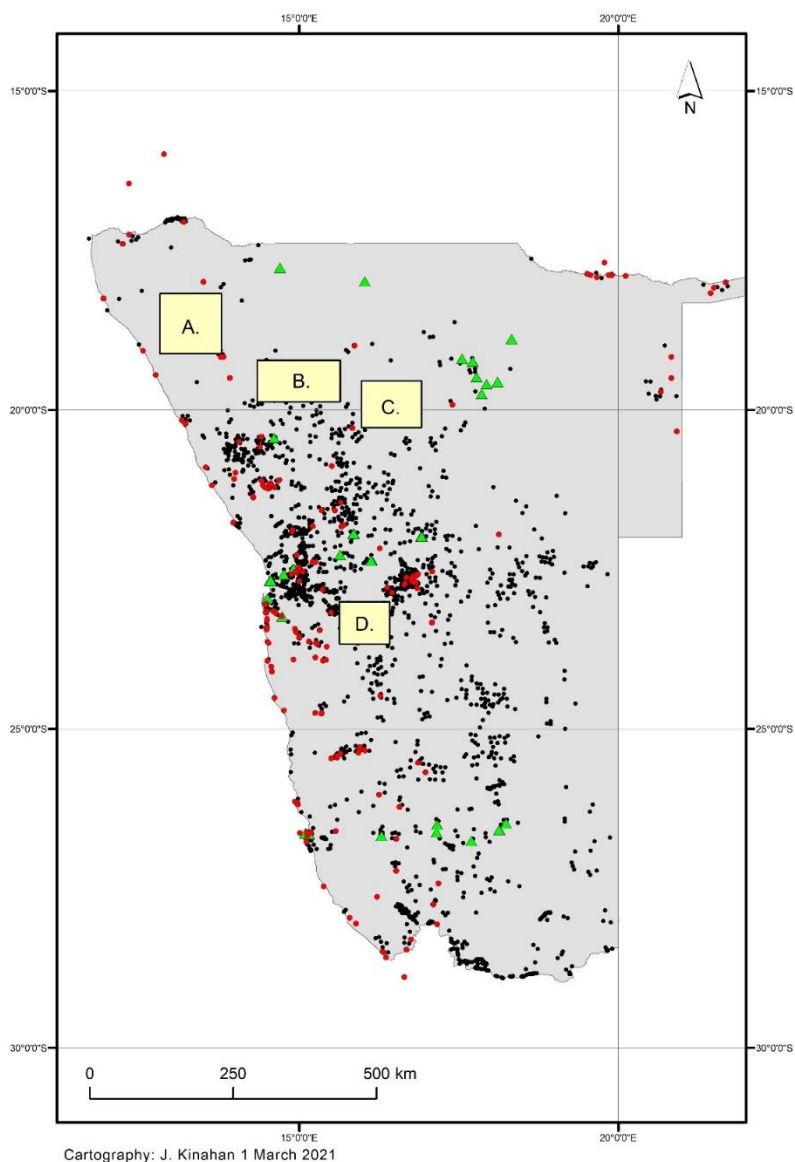 15°0'0"E 20°0'0"E
15°0'0"S 15°0'0"S
N
A.
B.
C.
20°0'0"S 20°0'0"S
D.
25°0'0"S 25°0'0"S
30°0'0"S 30°0'0"S
0 250 500 km
15°0'0"E 20°0'0"E
Cartography: J. Kinahan 1 March 2021